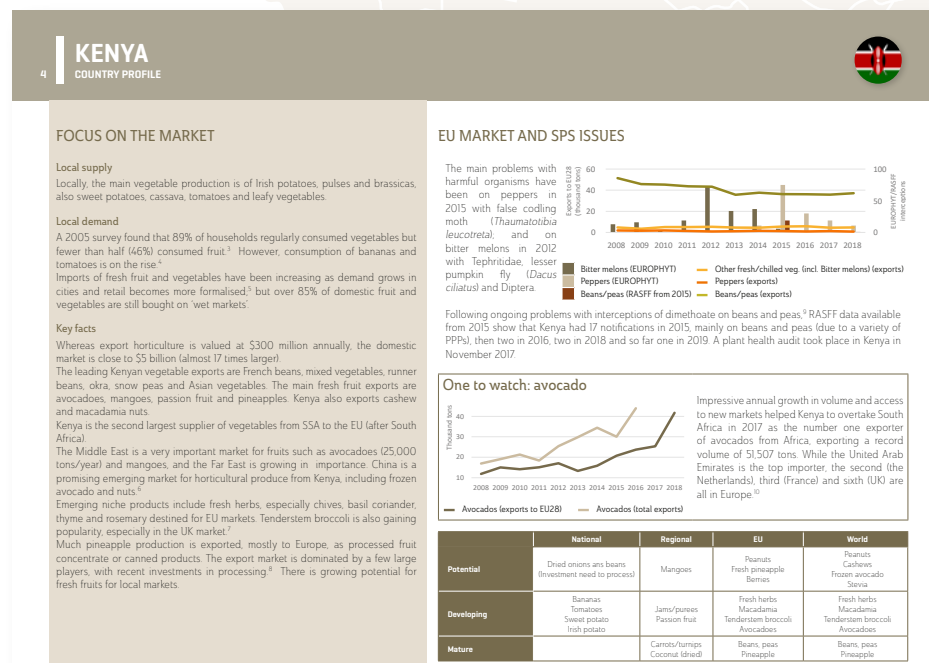 4
KENYA
COUNTRY PROFILE
FOCUS ON THE MARKET
Local supply
Locally, the main vegetable production is of Irish potatoes, pulses and brassicas,
also sweet potatoes, cassava, tomatoes and leafy vegetables.
Local demand
A 2005 survey found that 89% of households regularly consumed vegetables but
fewer than half (46%) consumed fruit.3 However, consumption of bananas and
tomatoes is on the rise.4
Imports of fresh fruit and vegetables have been increasing as demand grows in
cities and retail becomes more formalised,5 but over 85% of domestic fruit and
vegetables are still bought on 'wet markets'.
Key facts
Whereas export horticulture is valued at $300 million annually, the domestic
market is close to $5 billion (almost 17 times larger).
The leading Kenyan vegetable exports are French beans, mixed vegetables, runner
beans, okra, snow peas and Asian vegetables. The main fresh fruit exports are
avocadoes, mangoes, passion fruit and pineapples. Kenya also exports cashew
and macadamia nuts.
Kenya is the second largest supplier of vegetables from SSA to the EU (after South
Africa).
The Middle East is a very important market for fruits such as avocadoes (25,000
tons/year) and mangoes, and the Far East is growing in importance. China is a
promising emerging market for horticultural produce from Kenya, including frozen
avocado and nuts.6
Emerging niche products include fresh herbs, especially chives, basil coriander,
thyme and rosemary destined for EU markets. Tenderstem broccoli is also gaining
popularity, especially in the UK market.7
Much pineapple production is exported, mostly to Europe, as processed fruit
concentrate or canned products. The export market is dominated by a few large
players, with recent investments in processing.8 There is growing potential for
fresh fruits for local markets.
EU MARKET AND SPS ISSUES
The main problems with
harmful organisms have
been on peppers in
2015 with false codling
moth (Thaumatotibia
leucotreta); and on
bitter melons in 2012
with Tephritidae, lesser
pumpkin fly (Dacus
ciliatus) and Diptera.
Exports so EU28
(thousand tons)
60
40
20
0
100
50
0
EUROPHYT/RASFF
interceptions
2008 2009 2010 2011 2012 2013 2014 2015 2016 2017 2018
Bitter melons (EUROPHYT)
Peppers (EUROPHYT)
Beans/peas (RASFF from 2015)
Other fresh/chilled veg. (incl. Bitter melons) (exports)
Peppers (exports)
Beans/peas (exports)
Following ongoing problems with interceptions of dimethoate on beans and peas,9 RASFF data available
from 2015 show that Kenya had 17 notifications in 2015, mainly on beans and peas (due to a variety of
PPPs), then two in 2016, two in 2018 and so far one in 2019. A plant health audit took place in Kenya in
November 2017.
One to watch: avocado
Thousand tons
40
30
20
10
2008 2009 2010 2011 2012 2013 2014 2015 2016 2017 2018
Avocados (exports to EU28)
Avocados (total exports)
Impressive annual growth in volume and access
to new markets helped Kenya to overtake South
Africa in 2017 as the number one exporter
of avocados from Africa, exporting a record
volume of 51,507 tons. While the United Arab
Emirates is the top importer, the second (the
Netherlands), third (France) and sixth (UK) are
all in Europe.10
National Regional EU World
Potential
Dried onions ans beans
(Investment need to process)
Mangoes
Peanuts
Fresh pineapple
Berries
Peanuts
Cashews
Frozen avocado
Stevia
Developing
Bananas
Tomatoes
Sweet potato
Irish potato
Jams/purees
Passion fruit
Fresh herbs
Macadamia
Tenderstem broccoli
Avocadoes
Fresh herbs
Macadamia
Tenderstem broccoli
Avocadoes
Mature
Carrots/turnips
Coconut (dried)
Beans, peas
Pineapple
Beans, peas
Pineapple